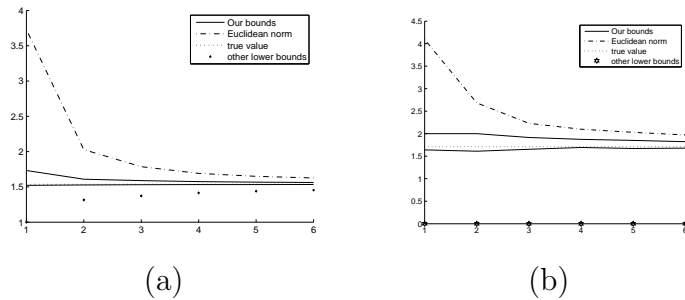 4
3.5
3
2.5
2
1.5
1
1 2 3 4 5 6
Our bounds
Euclidean norm
true value
other lower bounds
(a)
4.5
4
3.5
3
2.5
2
1.5
1
0.5
0
1 2 3 4 5 6
Our bounds
Euclidean norm
true value
other lower bounds
(b)